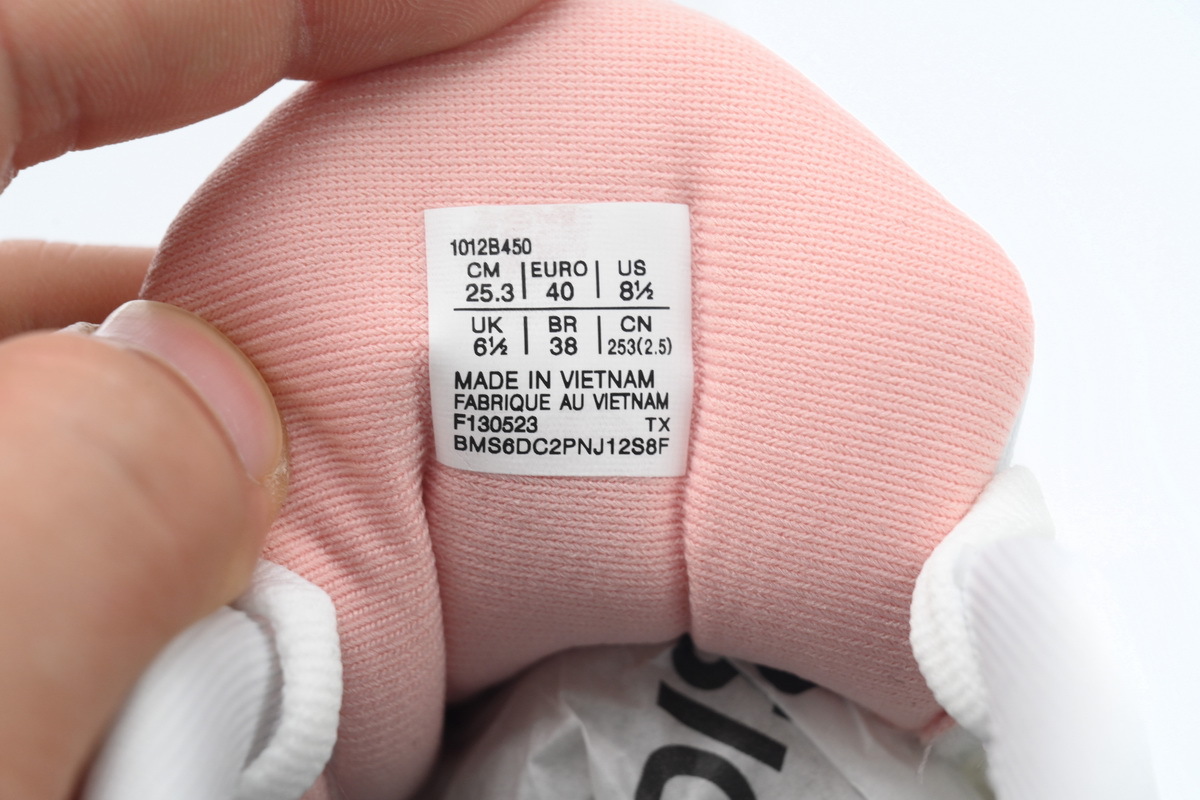 1012B450
CM | EURO | US
25.3 | 40 | 8½
UK | BR | CN
6½ | 38 | 253(2.5)
MADE IN VIETNAM
FABRIQUE AU VIETNAM
F130523 TX
BMS6DC2PNJ12S8F